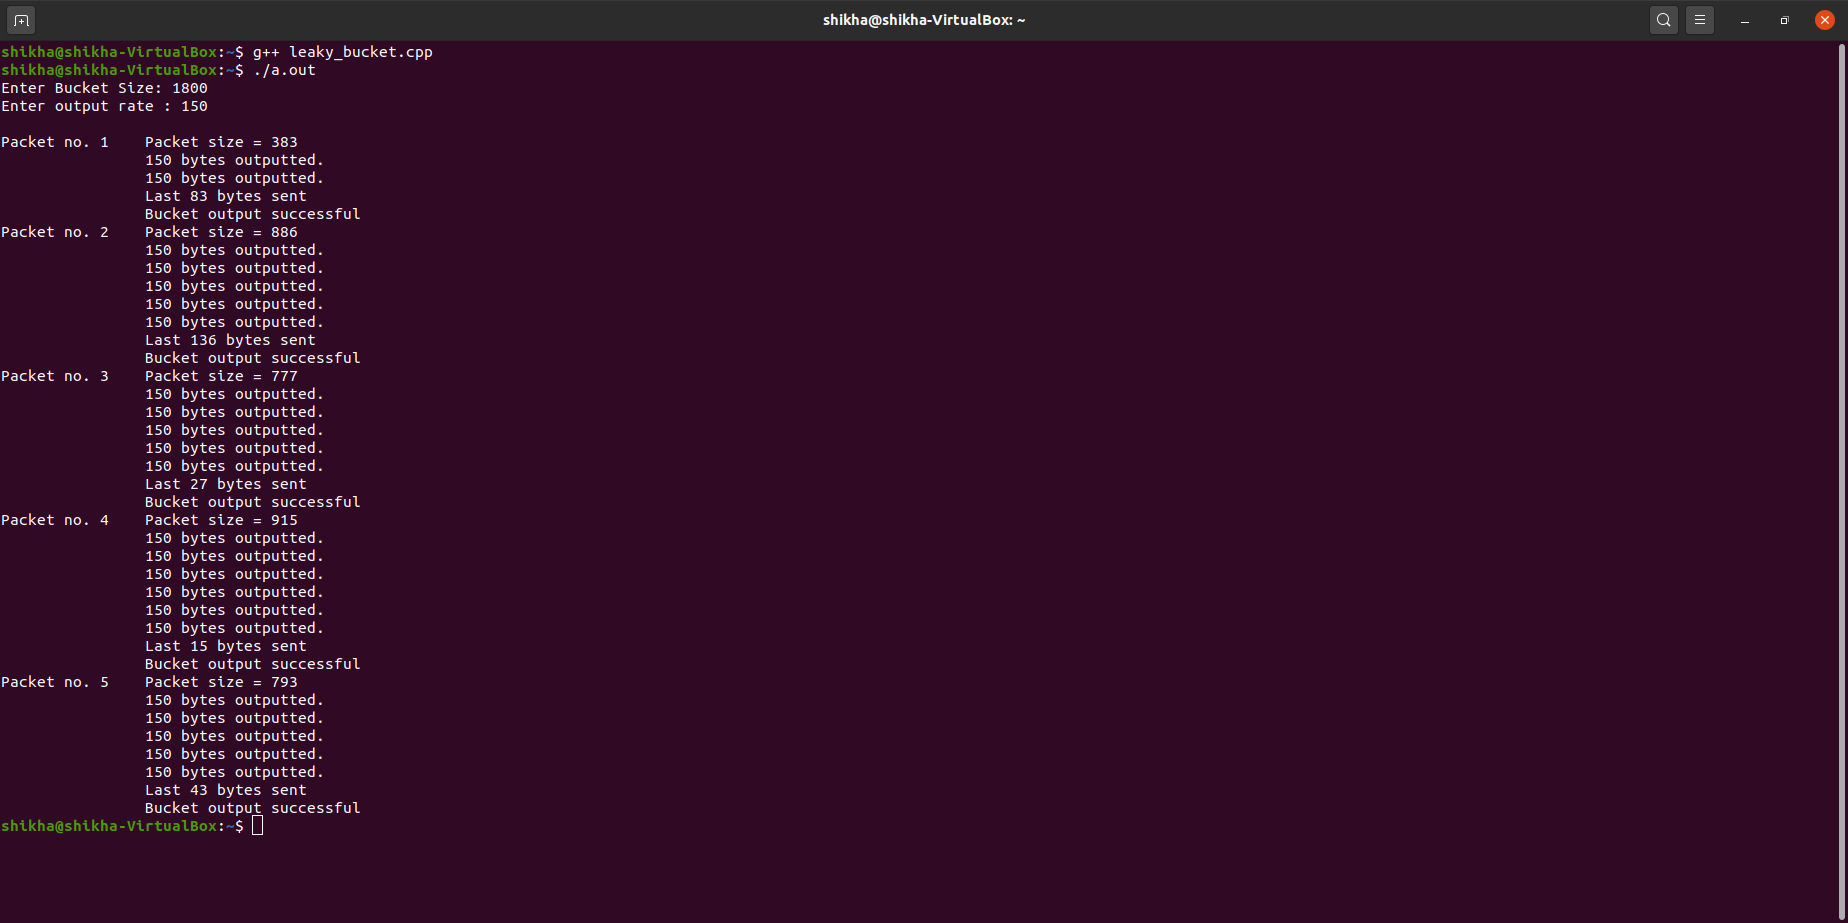 shikha@shikha-VirtualBox: ~
shikha@shikha-VirtualBox:~$ g++ leaky_bucket.cpp
shikha@shikha-VirtualBox:~$ ./a.out
Enter Bucket Size: 1800
Enter output rate : 150
Packet no. 1    Packet size = 383
150 bytes outputted.
150 bytes outputted.
Last 83 bytes sent
Bucket output successful
Packet no. 2    Packet size = 886
150 bytes outputted.
150 bytes outputted.
150 bytes outputted.
150 bytes outputted.
150 bytes outputted.
Last 136 bytes sent
Bucket output successful
Packet no. 3    Packet size = 777
150 bytes outputted.
150 bytes outputted.
150 bytes outputted.
150 bytes outputted.
150 bytes outputted.
Last 27 bytes sent
Bucket output successful
Packet no. 4    Packet size = 915
150 bytes outputted.
150 bytes outputted.
150 bytes outputted.
150 bytes outputted.
150 bytes outputted.
150 bytes outputted.
Last 15 bytes sent
Bucket output successful
Packet no. 5    Packet size = 793
150 bytes outputted.
150 bytes outputted.
150 bytes outputted.
150 bytes outputted.
150 bytes outputted.
Last 43 bytes sent
Bucket output successful
shikha@shikha-VirtualBox:~$